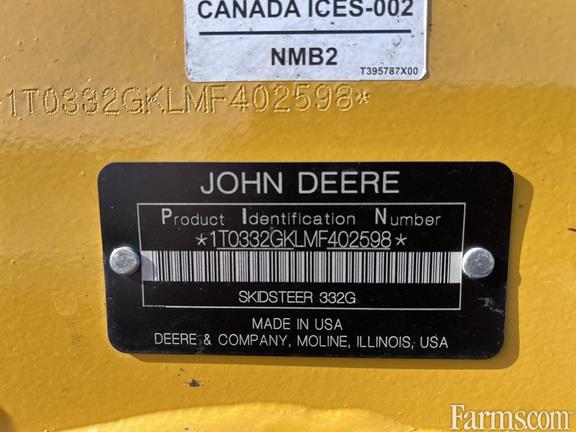 CANADA ICES-002
NMB2
T395787X00
1T0332GKLMF402598*
JOHN DEERE
Product Identification Number
*1T0332GKLMF402598*
SKIDSTEER 332G
MADE IN USA
DEERE & COMPANY, MOLINE, ILLINOIS, USA
Farms.com